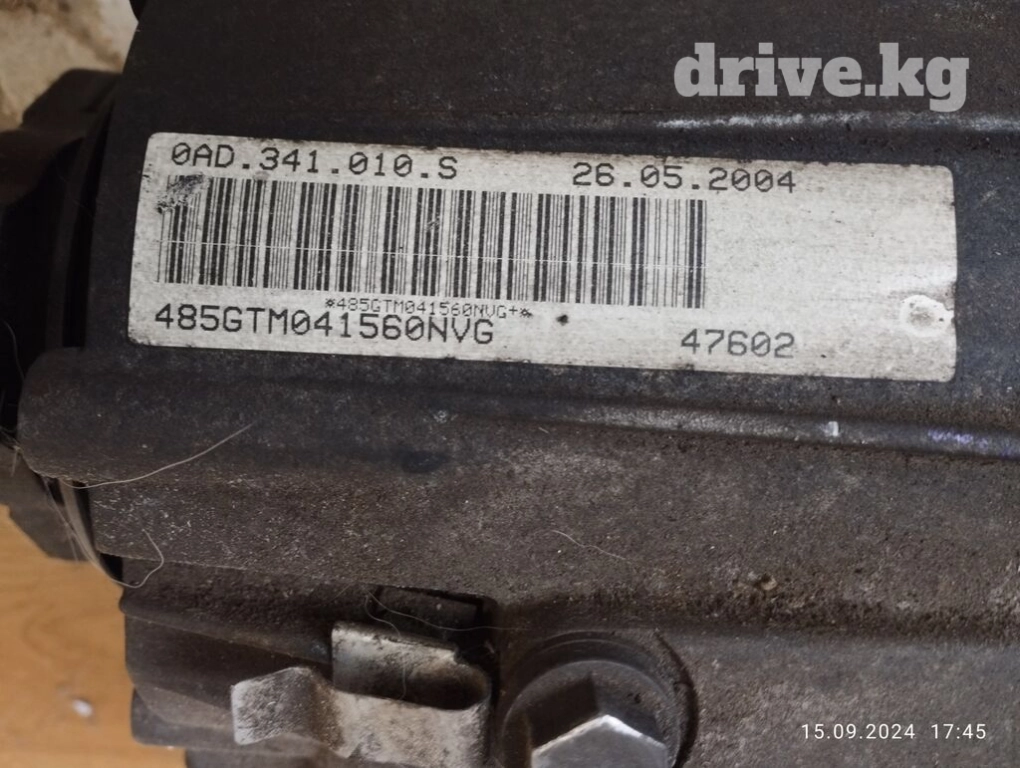 drive.kg
0AD.341.010.S 26.05.2004
*485GTM041560NVG+*
485GTM041560NVG 47602
15.09.2024 17:45